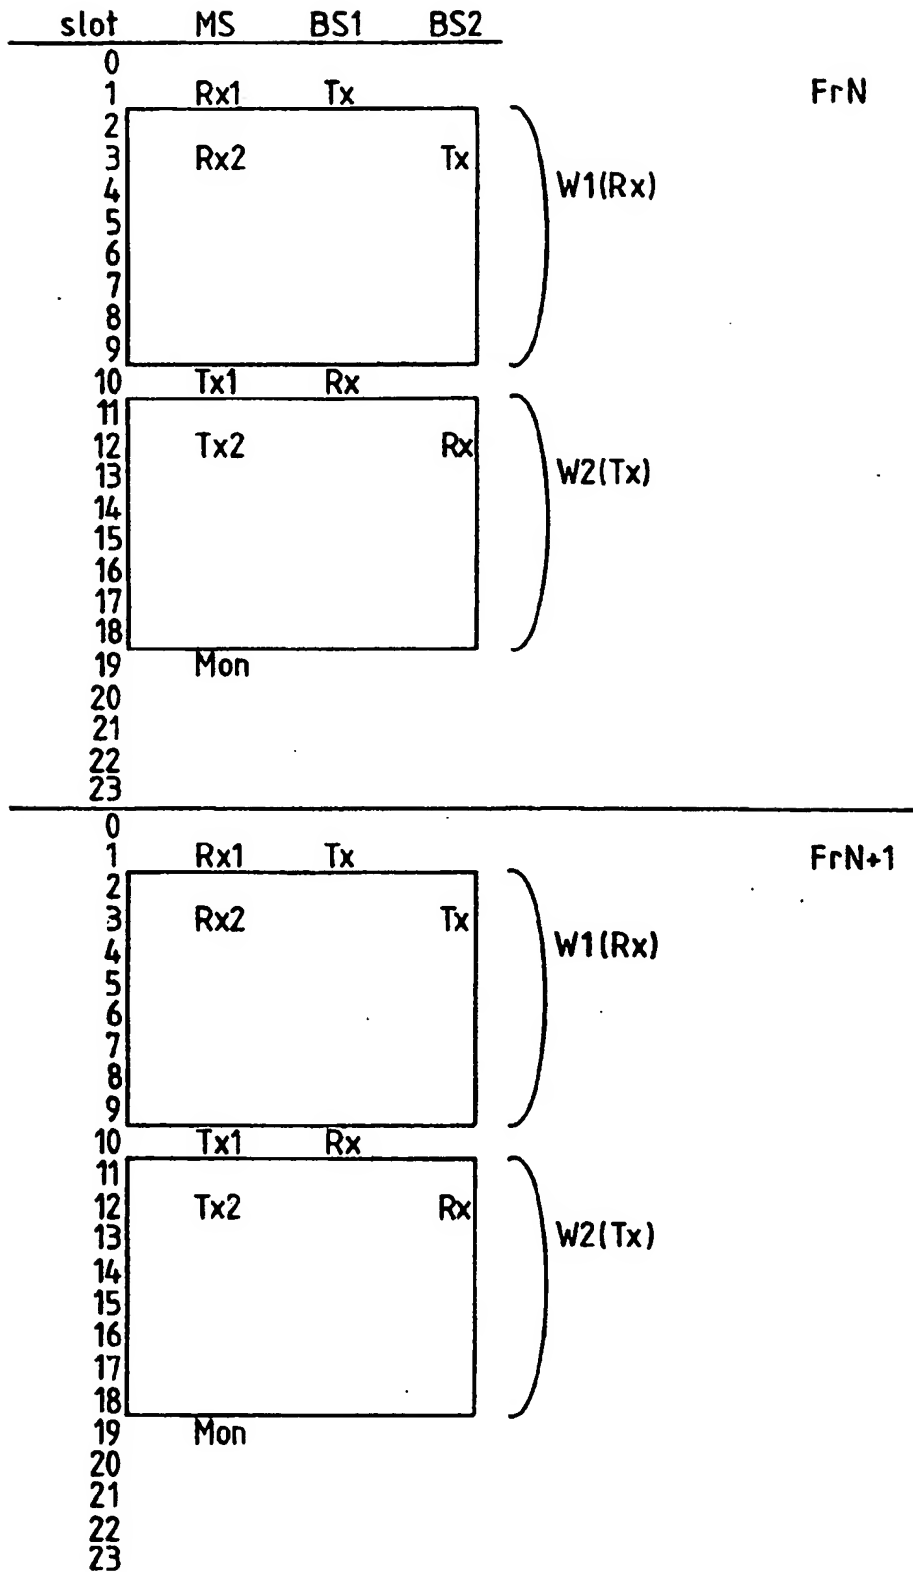 slot MS BS1 BS2
0
1 Rx1 Tx FrN
2
3 Rx2 Tx
4 W1(Rx)
5
6
7
8
9
10 Tx1 Rx
11
12 Tx2 Rx
13 W2(Tx)
14
15
16
17
18
19 Mon
20
21
22
23
0
1 Rx1 Tx FrN+1
2
3 Rx2 Tx
4 W1(Rx)
5
6
7
8
9
10 Tx1 Rx
11
12 Tx2 Rx
13 W2(Tx)
14
15
16
17
18
19 Mon
20
21
22
23